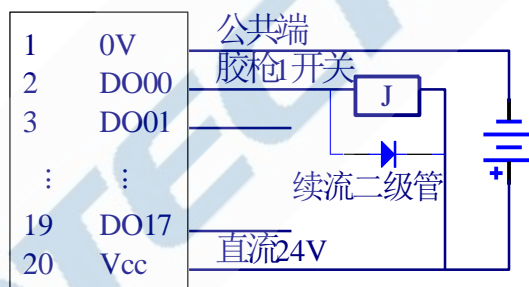 1 0V 公共端
2 DO00 胶枪1开关
J
3 DO01
⋮ ⋮
续流二级管
+
19 DO17
直流24V
20 Vcc